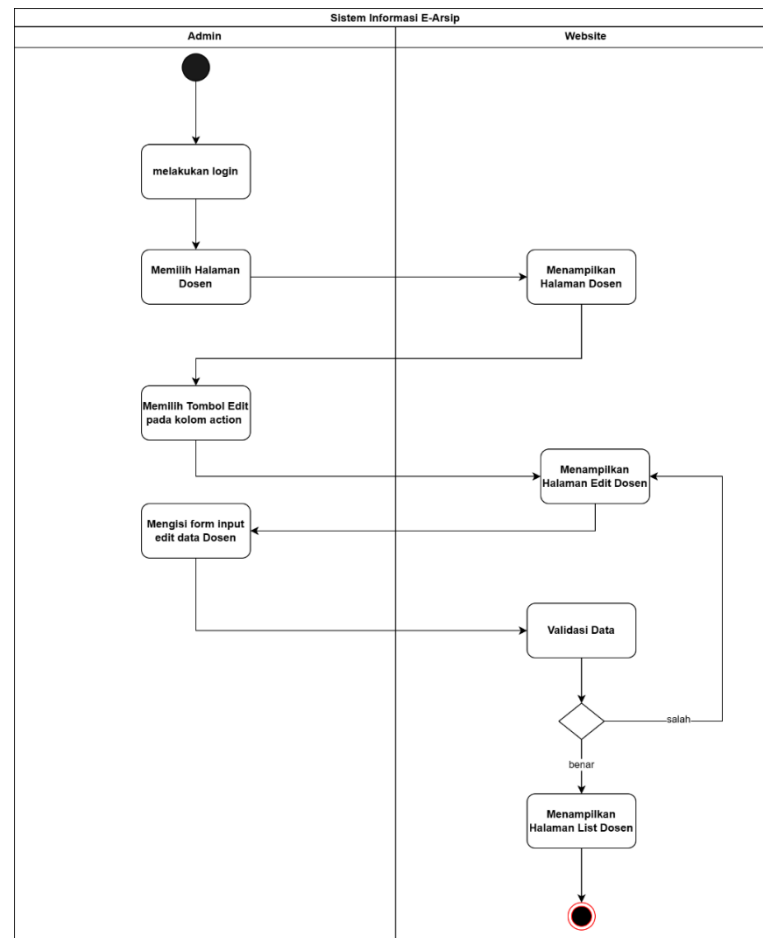 Sistem Informasi E-Arsip
Admin
Website
melakukan login
Memilih Halaman
Dosen
Menampilkan
Halaman Dosen
Memilih Tombol Edit
pada kolom action
Menampilkan
Halaman Edit Dosen
Mengisi form input
edit data Dosen
Validasi Data
salah
benar
Menampilkan
Halaman List Dosen